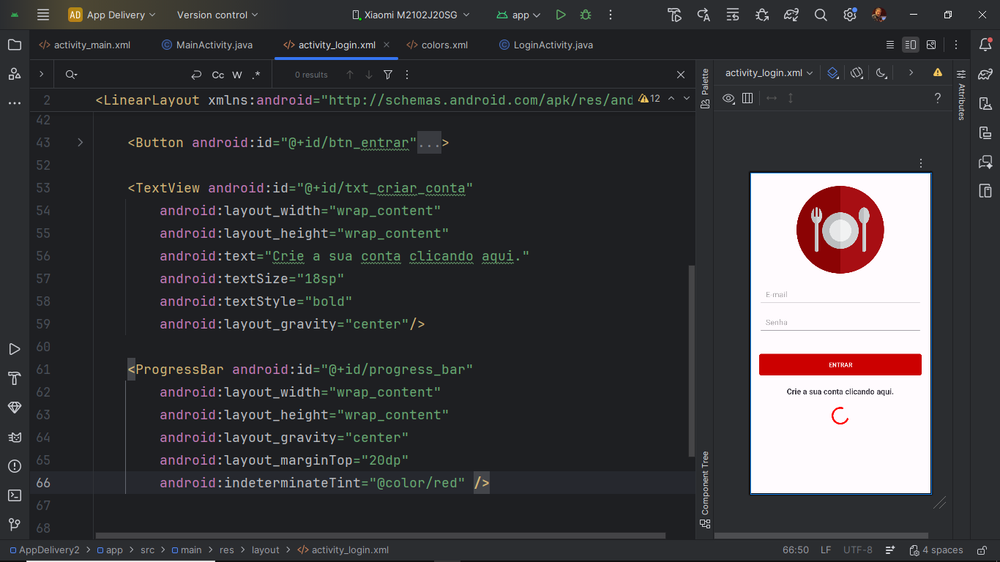 AD App Delivery Version control Xiaomi M2102J20SG app
activity_main.xml MainActivity.java activity_login.xml colors.xml LoginActivity.java
Cc W .* 0 results
2 <LinearLayout xmlns:android="http://schemas.android.com/apk/res/and 12
42
43 <Button android:id="@+id/btn_entrar"...>
52
53 <TextView android:id="@+id/txt_criar_conta"
54 android:layout_width="wrap_content"
55 android:layout_height="wrap_content"
56 android:text="Crie a sua conta clicando aqui."
57 android:textSize="18sp"
58 android:textStyle="bold"
59 android:layout_gravity="center"/>
60
61 <ProgressBar android:id="@+id/progress_bar"
62 android:layout_width="wrap_content"
63 android:layout_height="wrap_content"
64 android:layout_gravity="center"
65 android:layout_marginTop="20dp"
66 android:indeterminateTint="@color/red" />
67
68
Palette
Component Tree
activity_login.xml
?
Attributes
E-mail
Senha
ENTRAR
Crie a sua conta clicando aqui.
AppDelivery2 > app > src > main > res > layout > activity_login.xml
66:50 LF UTF-8 4 spaces